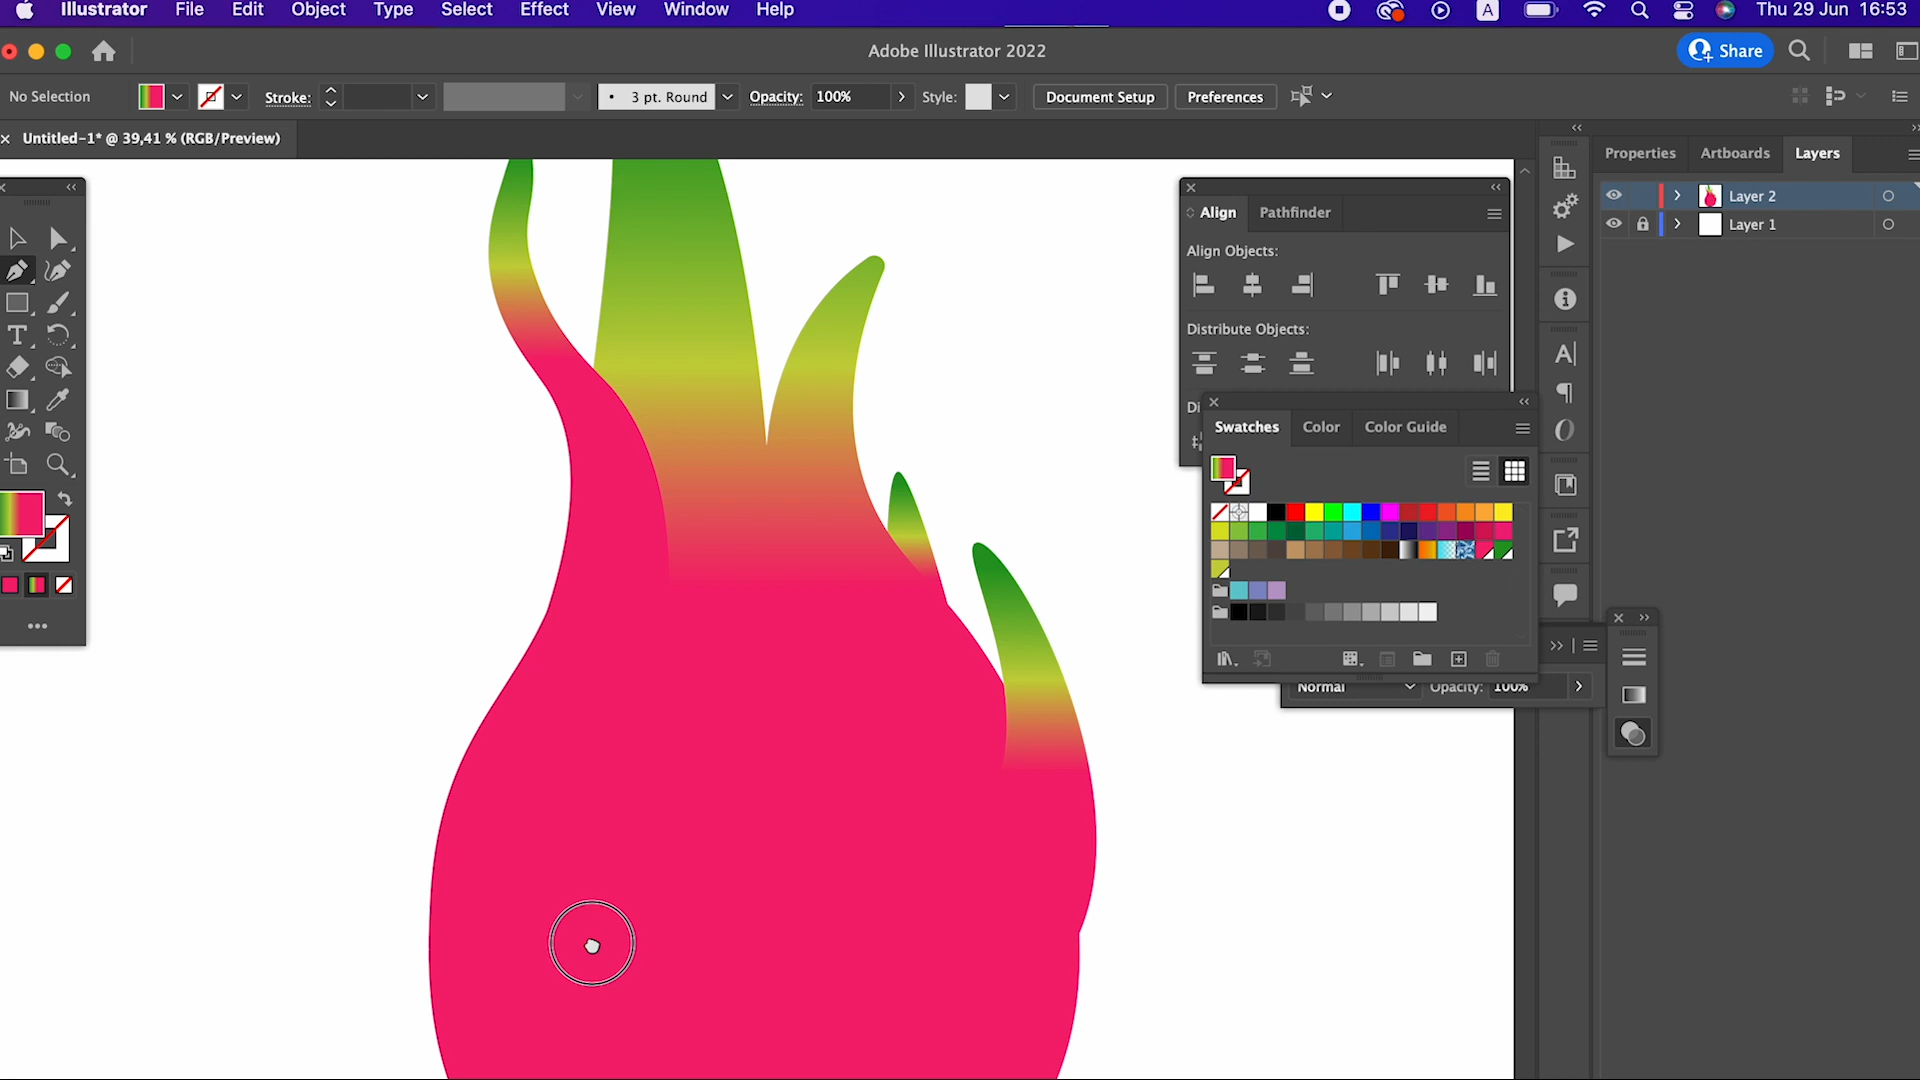 Illustrator File Edit Object Type Select Effect View Window Help A Thu 29 Jun 16:53
Adobe Illustrator 2022
Share
No Selection Stroke: 3 pt. Round Opacity: 100% Style: Document Setup Preferences
Untitled-1* @ 39,41 % (RGB/Preview)
Properties Artboards Layers
Layer 2
Layer 1
Align Pathfinder
Align Objects:
Distribute Objects:
Di
Swatches Color Color Guide
Normal Opacity: 100%